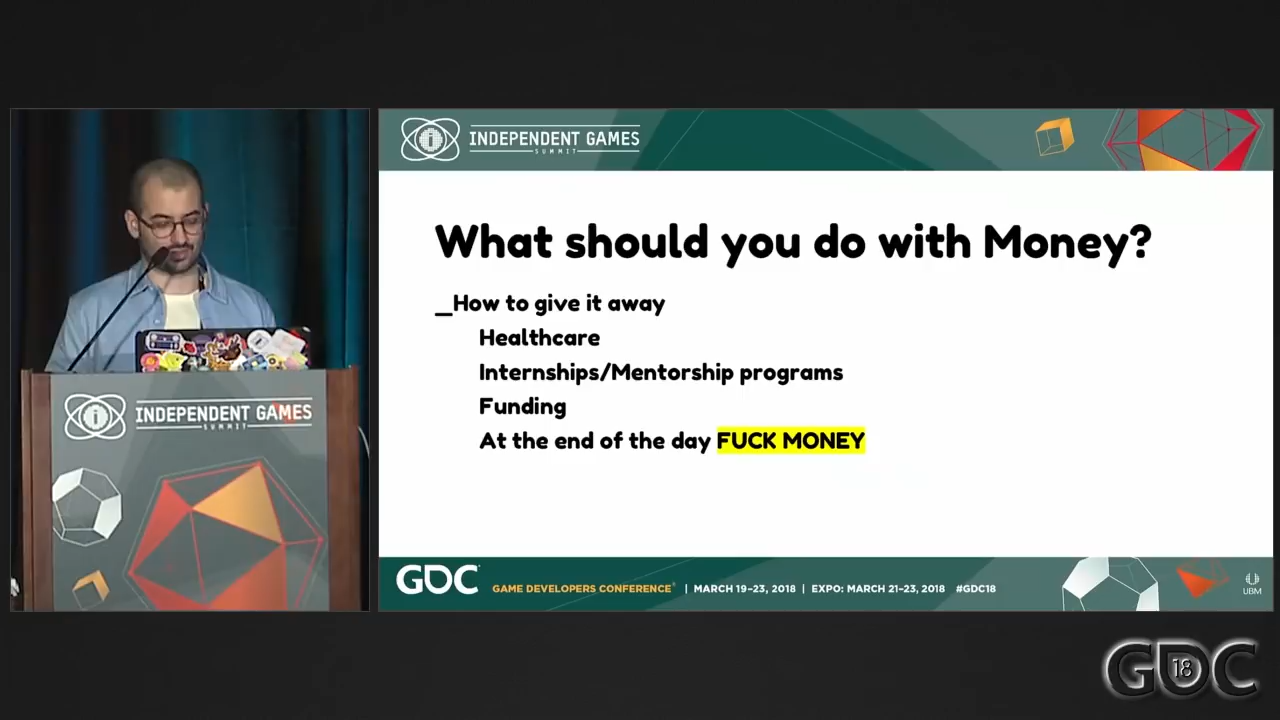 INDEPENDENT GAMES
SUMMIT
What should you do with Money?
_How to give it away
Healthcare
Internships/Mentorship programs
Funding
At the end of the day FUCK MONEY
INDEPENDENT GAMES
SUMMIT
GDC GAME DEVELOPERS CONFERENCE® | MARCH 19–23, 2018 | EXPO: MARCH 21–23, 2018 #GDC18
UBM
GDC 18